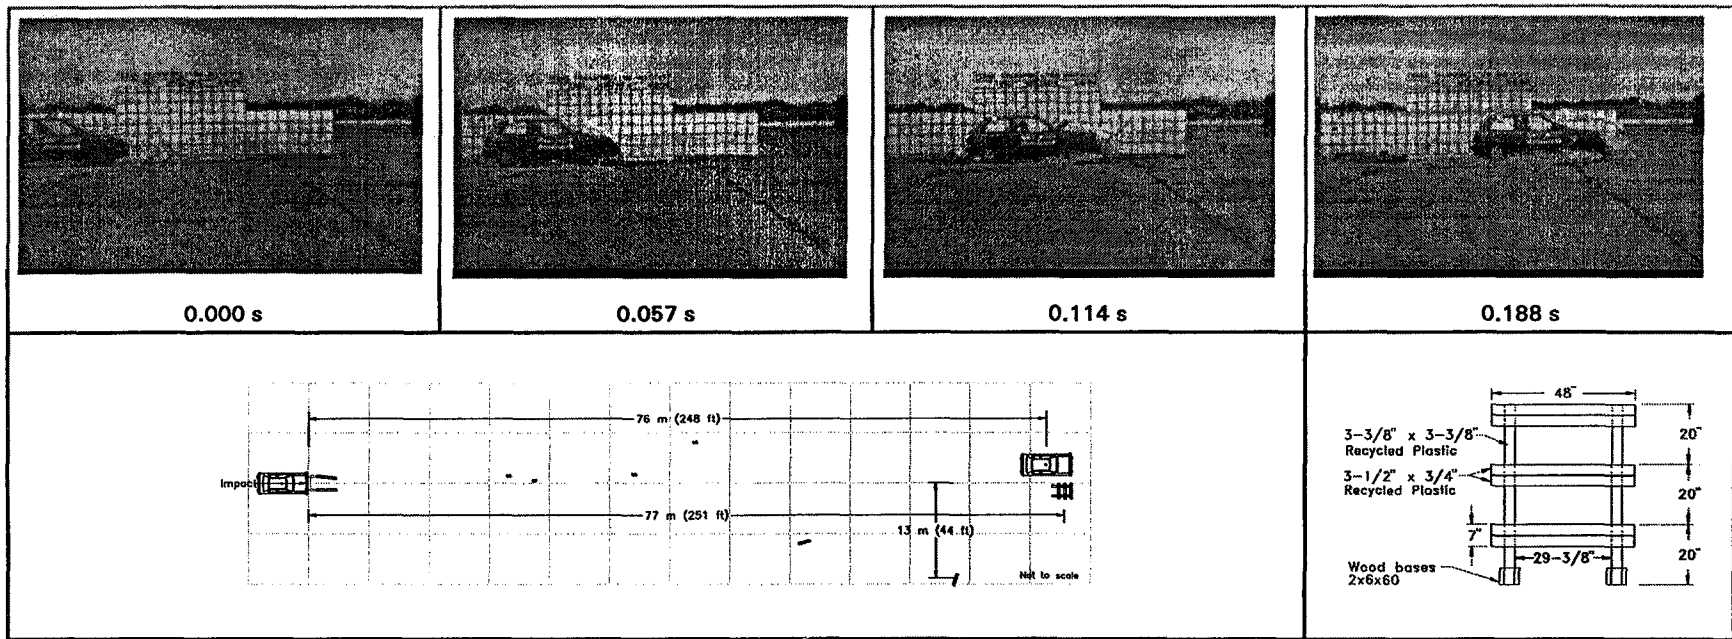 0.000 s
0.057 s
0.114 s
0.188 s
76 m (248 ft)
Impact
77 m (251 ft)
13 m (44 ft)
Not to scale
48"
3-3/8" x 3-3/8"
Recycled Plastic
20"
3-1/2" x 3/4"
Recycled Plastic
20"
7"
29-3/8"
20"
Wood bases
2x6x60